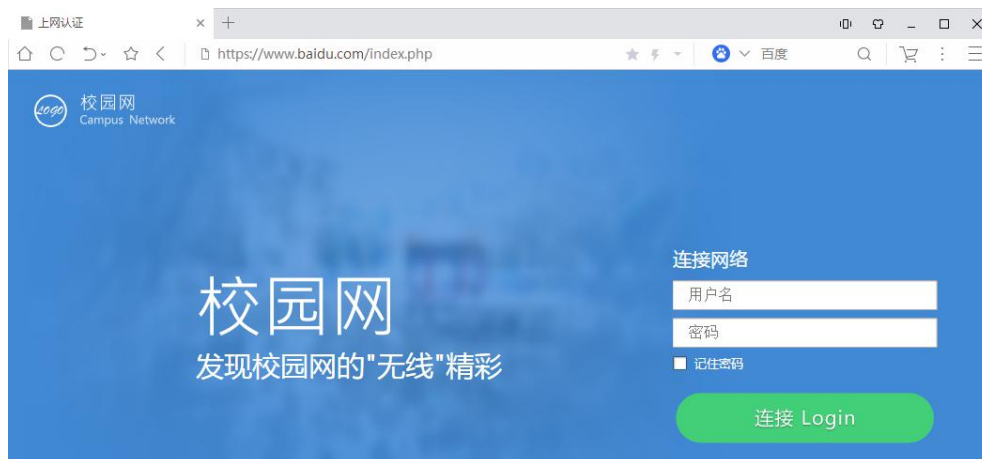 上网认证
https://www.baidu.com/index.php
百度
LOGO
校园网
Campus Network
校园网
发现校园网的"无线"精彩
连接网络
用户名
密码
记住密码
连接 Login